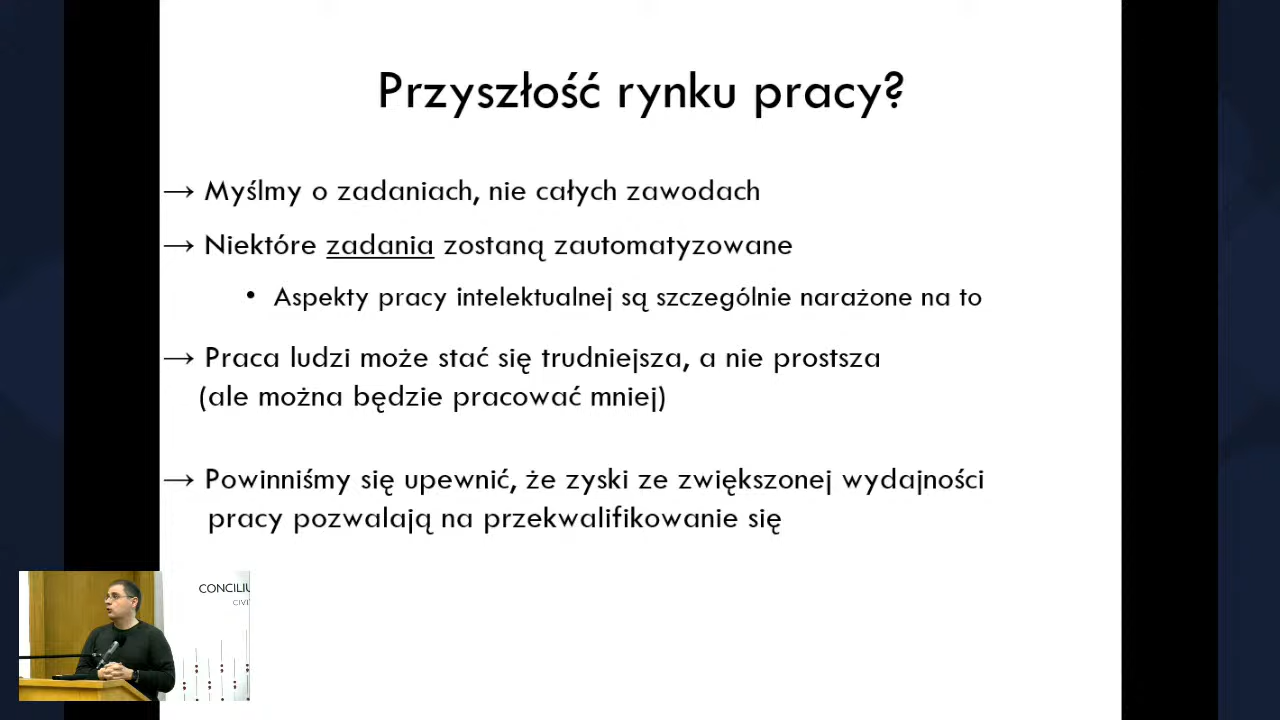 Przyszłość rynku pracy?
→ Myślmy o zadaniach, nie całych zawodach
→ Niektóre zadania zostaną zautomatyzowane
• Aspekty pracy intelektualnej są szczególnie narażone na to
→ Praca ludzi może stać się trudniejsza, a nie prostsza
(ale można będzie pracować mniej)
→ Powinniśmy się upewnić, że zyski ze zwiększonej wydajności
pracy pozwalają na przekwalifikowanie się
CONCILIU
CIVI